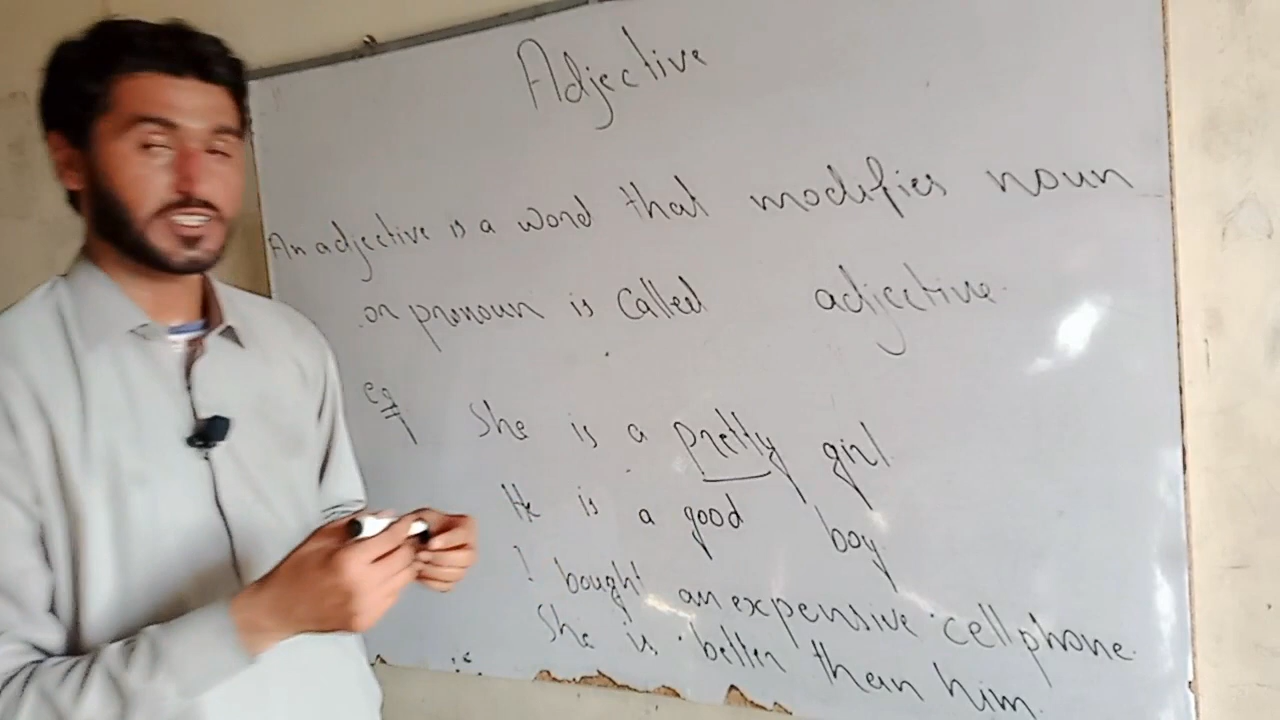 Adjective
An adjective is a word that modifies noun
or pronoun is called adjective.
eg
She is a pretty girl.
He is a good boy
I bought an expensive cellphone.
She is better than him.